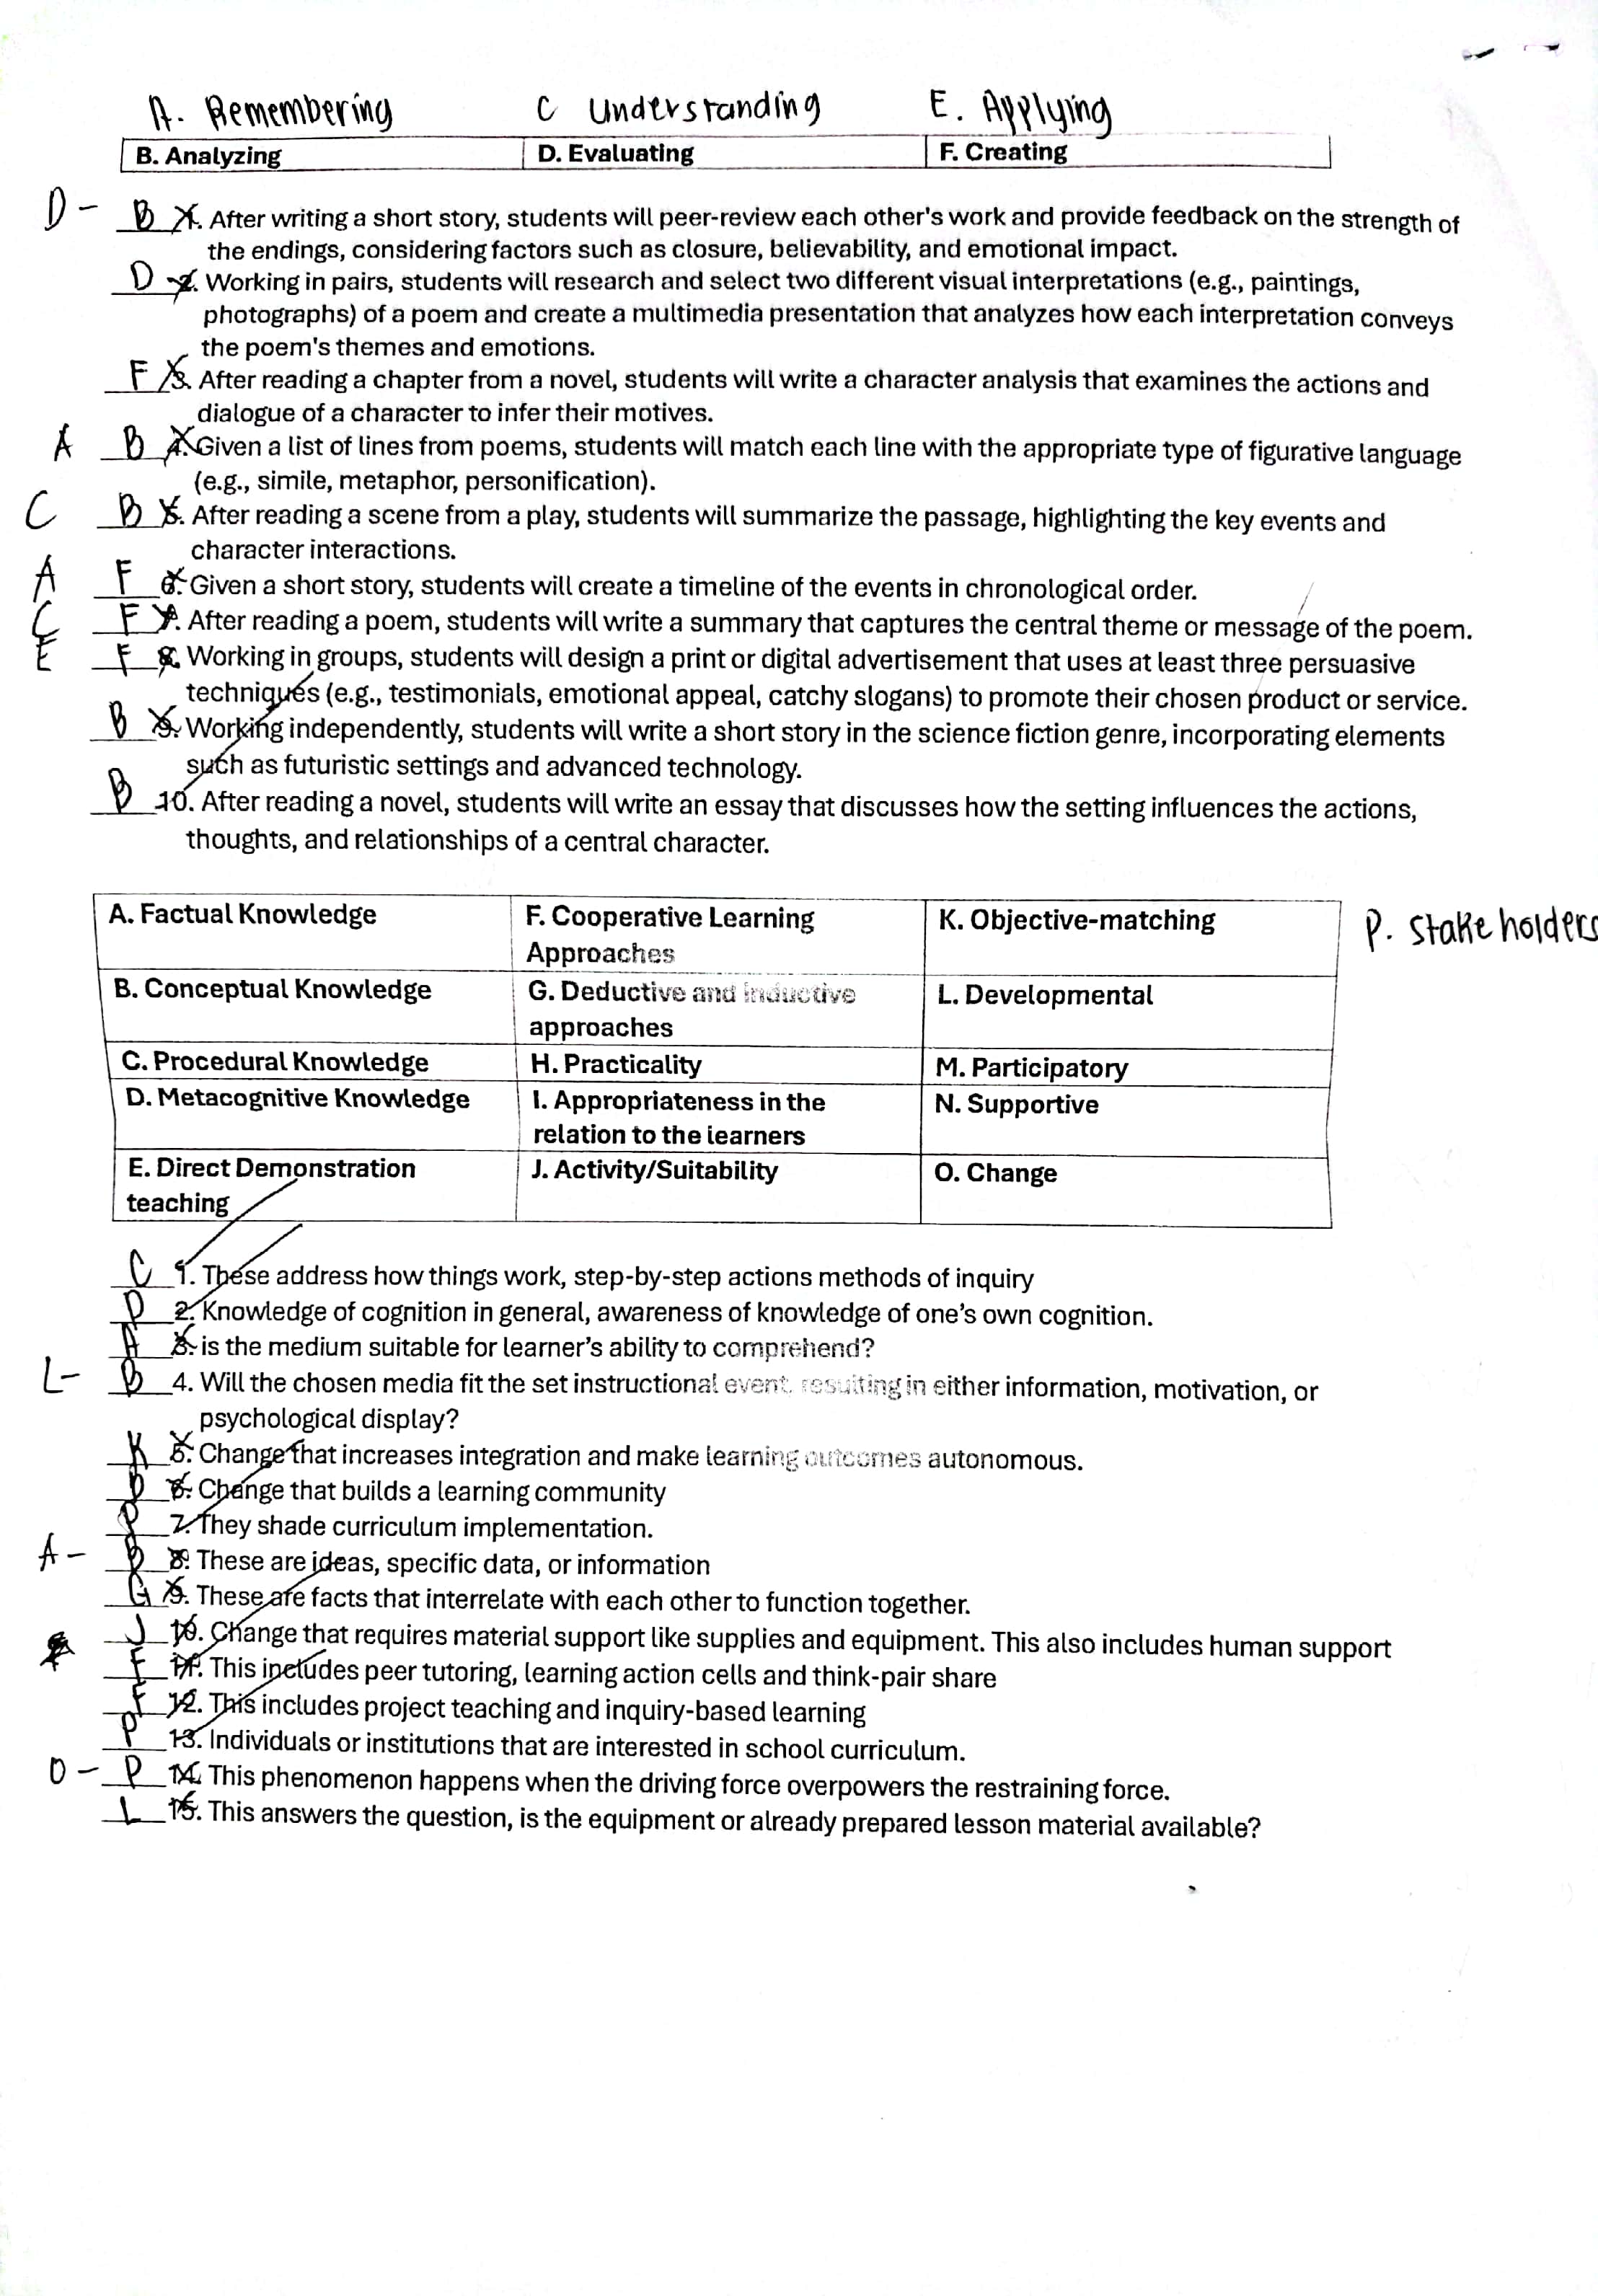 A. Remembering C Understanding E. Applying
B. Analyzing D. Evaluating F. Creating
D - B 1. After writing a short story, students will peer-review each other's work and provide feedback on the strength of
the endings, considering factors such as closure, believability, and emotional impact.
D 2. Working in pairs, students will research and select two different visual interpretations (e.g., paintings,
photographs) of a poem and create a multimedia presentation that analyzes how each interpretation conveys
the poem's themes and emotions.
F 3. After reading a chapter from a novel, students will write a character analysis that examines the actions and
dialogue of a character to infer their motives.
A B 4. Given a list of lines from poems, students will match each line with the appropriate type of figurative language
(e.g., simile, metaphor, personification).
C B 5. After reading a scene from a play, students will summarize the passage, highlighting the key events and
character interactions.
A F 6. Given a short story, students will create a timeline of the events in chronological order.
C F 7. After reading a poem, students will write a summary that captures the central theme or message of the poem.
E F 8. Working in groups, students will design a print or digital advertisement that uses at least three persuasive
techniques (e.g., testimonials, emotional appeal, catchy slogans) to promote their chosen product or service.
B 9. Working independently, students will write a short story in the science fiction genre, incorporating elements
such as futuristic settings and advanced technology.
B 10. After reading a novel, students will write an essay that discusses how the setting influences the actions,
thoughts, and relationships of a central character.
A. Factual Knowledge F. Cooperative Learning K. Objective-matching P. stakeholders
Approaches
B. Conceptual Knowledge G. Deductive and inductive L. Developmental
approaches
C. Procedural Knowledge H. Practicality M. Participatory
D. Metacognitive Knowledge I. Appropriateness in the N. Supportive
relation to the learners
E. Direct Demonstration J. Activity/Suitability O. Change
teaching
C 1. These address how things work, step-by-step actions methods of inquiry
D 2. Knowledge of cognition in general, awareness of knowledge of one's own cognition.
A 3. is the medium suitable for learner's ability to comprehend?
L- B 4. Will the chosen media fit the set instructional event, resulting in either information, motivation, or
psychological display?
K 5. Change that increases integration and make learning outcomes autonomous.
D 6. Change that builds a learning community
P 7. They shade curriculum implementation.
A - D 8. These are ideas, specific data, or information
G 9. These are facts that interrelate with each other to function together.
J 10. Change that requires material support like supplies and equipment. This also includes human support
F 11. This includes peer tutoring, learning action cells and think-pair share
F 12. This includes project teaching and inquiry-based learning
P 13. Individuals or institutions that are interested in school curriculum.
O - P 14. This phenomenon happens when the driving force overpowers the restraining force.
L 15. This answers the question, is the equipment or already prepared lesson material available?